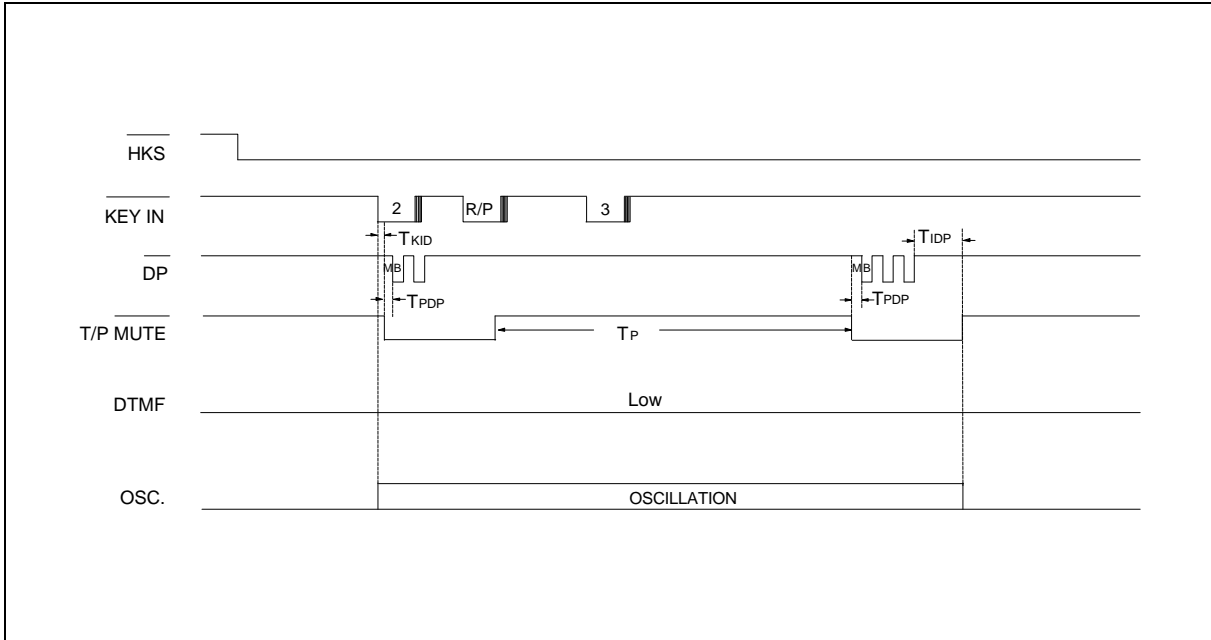 HKS
KEY IN 2 R/P 3
TKID TIDP
DP MB MB
TPDP TPDP
T/P MUTE TP
DTMF Low
OSC. OSCILLATION